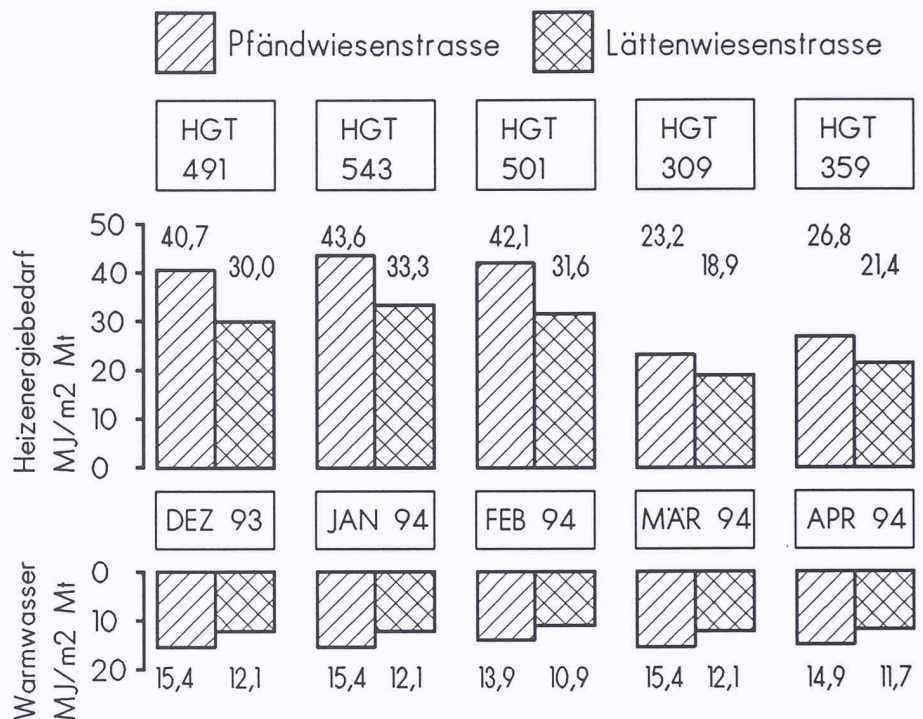 Pfändwiesenstrasse Lättenwiesenstrasse
HGT HGT HGT HGT HGT
491 543 501 309 359
Heizenergiebedarf
MJ/m2 Mt
50
40
30
20
10
0
40,7 30,0 43,6 33,3 42,1 31,6 23,2 18,9 26,8 21,4
DEZ 93 JAN 94 FEB 94 MÄR 94 APR 94
Warmwasser
MJ/m2 Mt
0
10
20
15,4 12,1 15,4 12,1 13,9 10,9 15,4 12,1 14,9 11,7